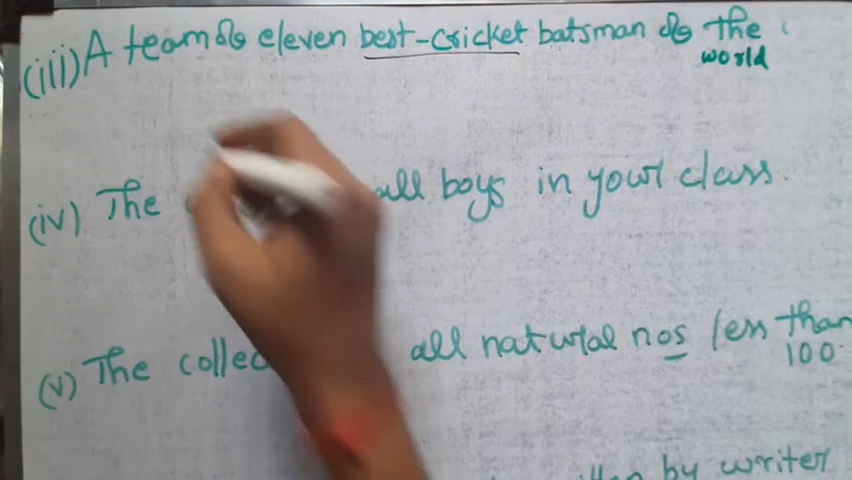 (iii) A team of eleven best-cricket batsman of the
world
(iv) The all boys in your class.
(v) The collec all natural nos less than
100.
by writer